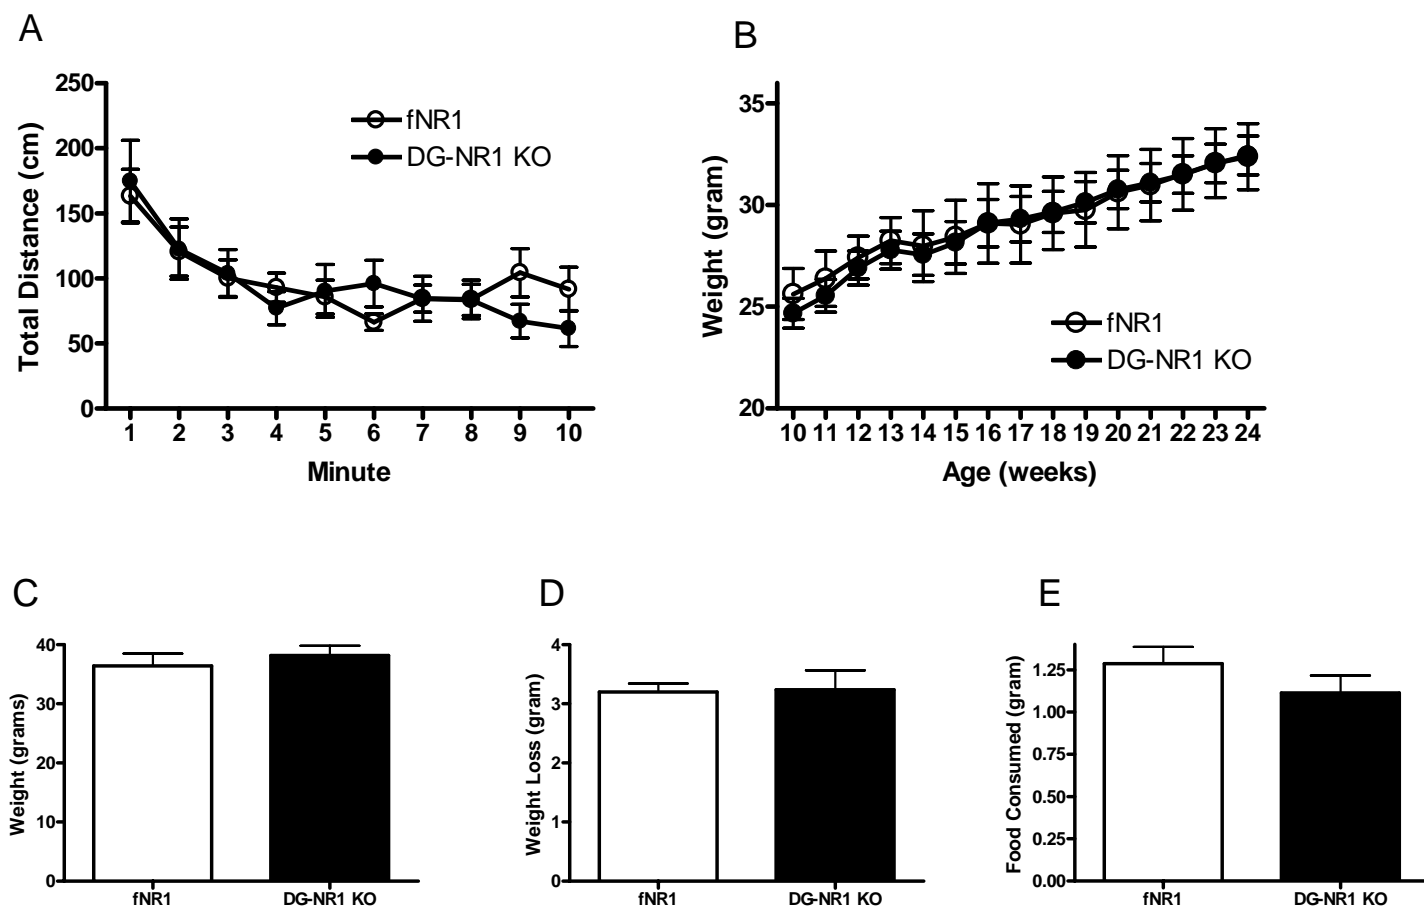 A
250
200
150
100
50
0
Total Distance (cm)
fNR1
DG-NR1 KO
1 2 3 4 5 6 7 8 9 10
Minute
B
35
30
25
20
Weight (gram)
fNR1
DG-NR1 KO
10 11 12 13 14 15 16 17 18 19 20 21 22 23 24
Age (weeks)
C
40
30
20
10
0
Weight (grams)
fNR1 DG-NR1 KO
D
4
3
2
1
0
Weight Loss (gram)
fNR1 DG-NR1 KO
E
1.25
1.00
0.75
0.50
0.25
0.00
Food Consumed (gram)
fNR1 DG-NR1 KO